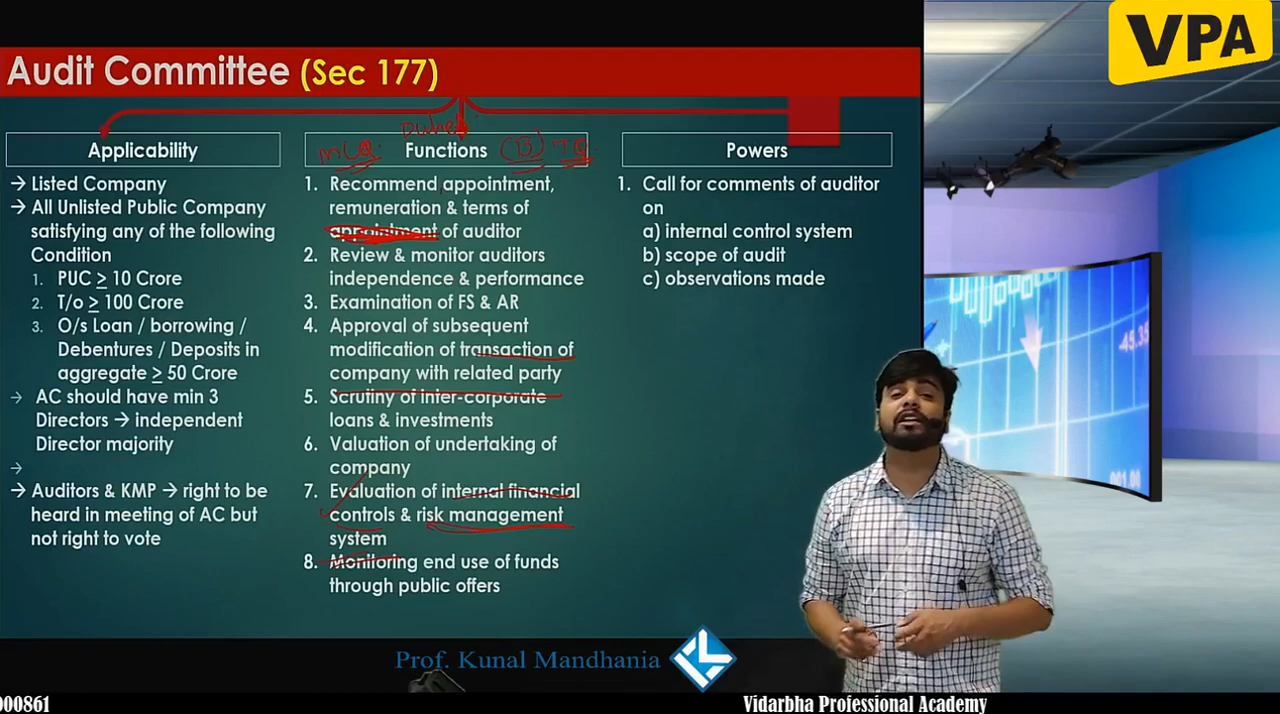 VPA
Audit Committee (Sec 177)
Applicability
→ Listed Company
→ All Unlisted Public Company
satisfying any of the following
Condition
1. PUC ≥ 10 Crore
2. T/o ≥ 100 Crore
3. O/s Loan / borrowing /
Debentures / Deposits in
aggregate ≥ 50 Crore
→ AC should have min 3
Directors → independent
Director majority
→
→ Auditors & KMP → right to be
heard in meeting of AC but
not right to vote
MCQ
Functions
1. Recommend appointment,
remuneration & terms of
appointment of auditor
2. Review & monitor auditors
independence & performance
3. Examination of FS & AR
4. Approval of subsequent
modification of transaction of
company with related party
5. Scrutiny of inter-corporate
loans & investments
6. Valuation of undertaking of
company
7. Evaluation of internal financial
controls & risk management
system
8. Monitoring end use of funds
through public offers
Powers
1. Call for comments of auditor
on
a) internal control system
b) scope of audit
c) observations made
-45.35
Prof. Kunal Mandhania
000861
Vidarbha Professional Academy